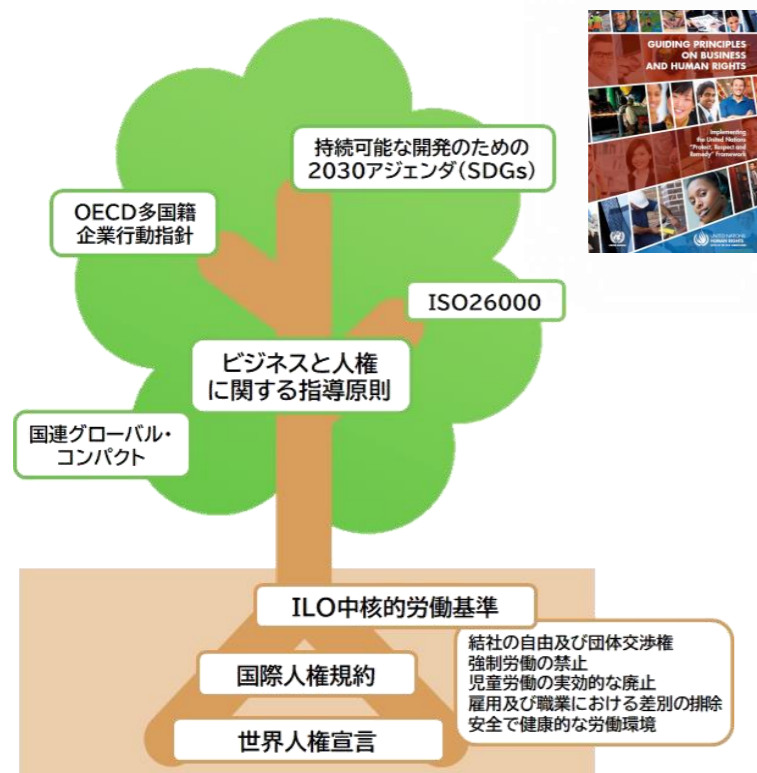 GUIDING PRINCIPLES
ON BUSINESS
AND HUMAN RIGHTS
Implementing
the United Nations
"Protect, Respect and
Remedy" Framework
UNITED NATIONS
HUMAN RIGHTS
持続可能な開発のための
2030アジェンダ(SDGs)
OECD多国籍
企業行動指針
ISO26000
ビジネスと人権
に関する指導原則
国連グローバル・
コンパクト
ILO中核的労働基準
結社の自由及び団体交渉権
強制労働の禁止
児童労働の実効的な廃止
雇用及び職業における差別の排除
安全で健康的な労働環境
国際人権規約
世界人権宣言